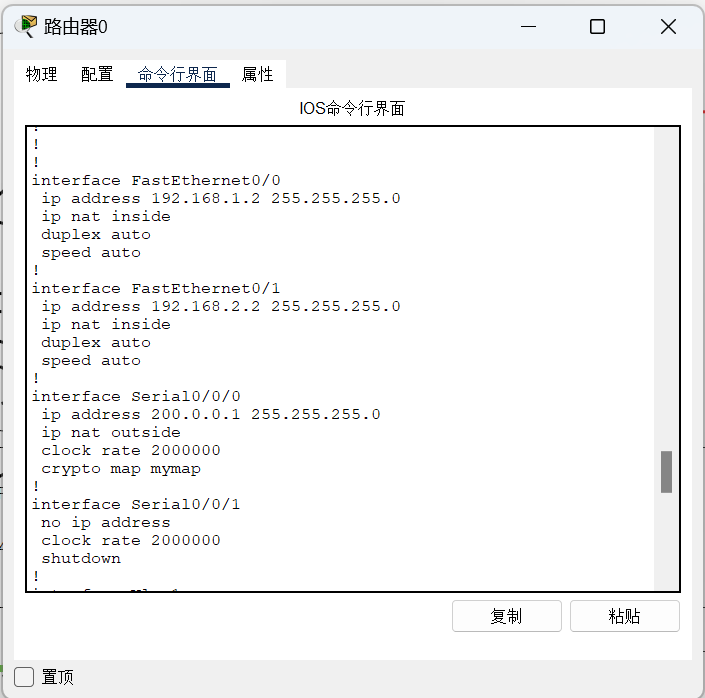 路由器0
物理 配置 命令行界面 属性
IOS命令行界面
!
!
!
interface FastEthernet0/0
ip address 192.168.1.2 255.255.255.0
ip nat inside
duplex auto
speed auto
!
interface FastEthernet0/1
ip address 192.168.2.2 255.255.255.0
ip nat inside
duplex auto
speed auto
!
interface Serial0/0/0
ip address 200.0.0.1 255.255.255.0
ip nat outside
clock rate 2000000
crypto map mymap
!
interface Serial0/0/1
no ip address
clock rate 2000000
shutdown
!
复制 粘贴
置顶